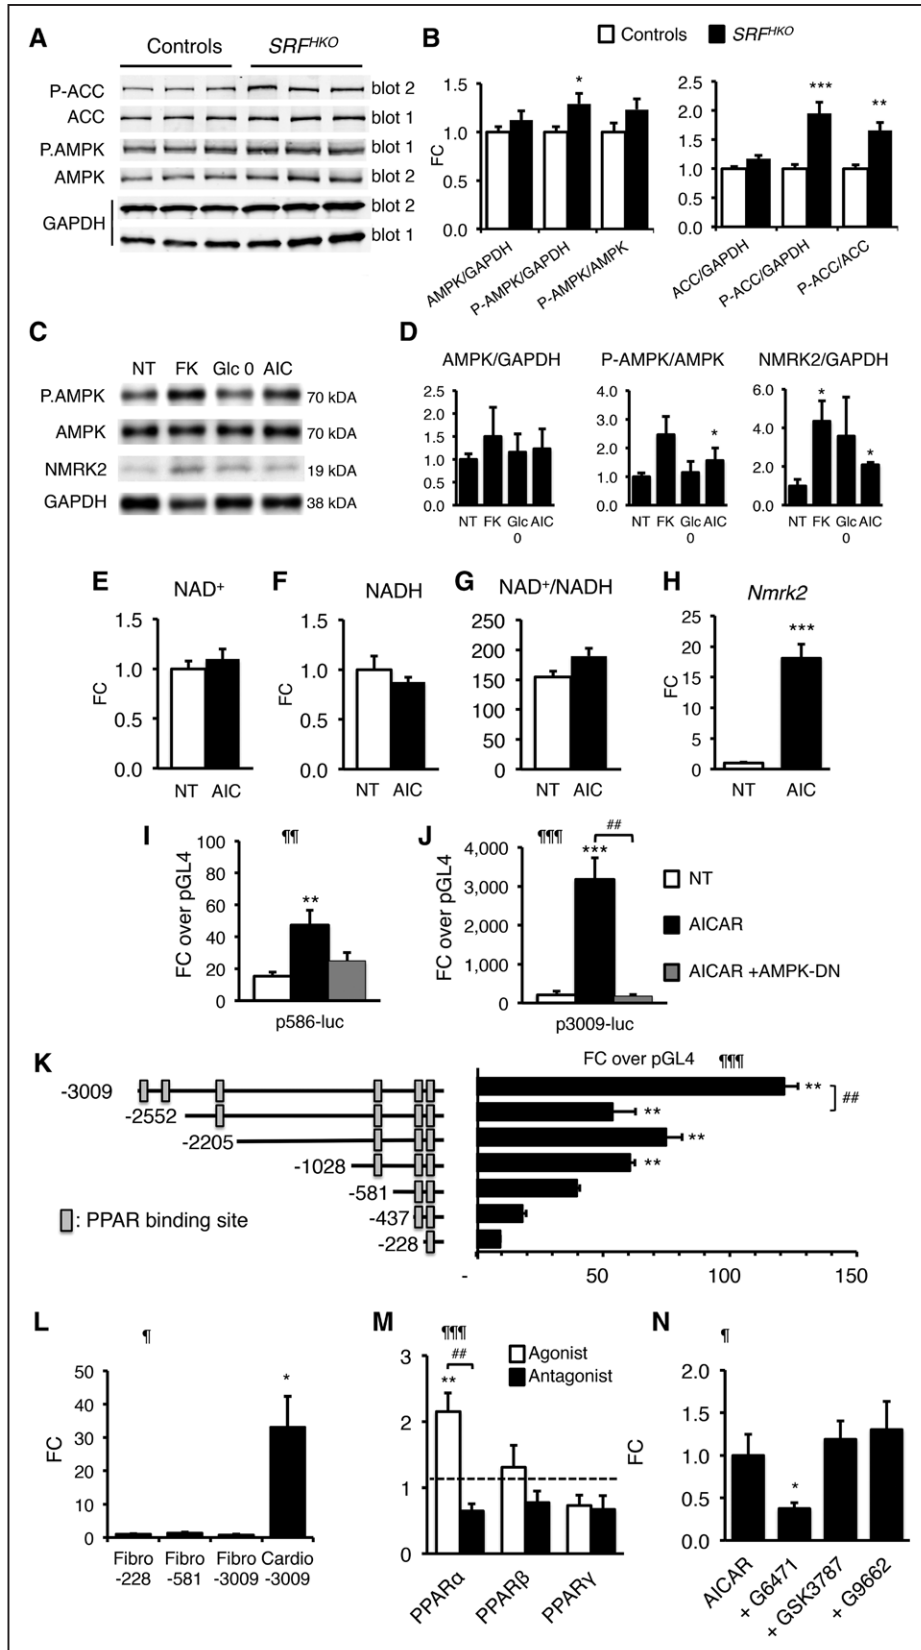 A
Controls
SRFHKO
P-ACC
blot 2
ACC
blot 1
P.AMPK
blot 1
AMPK
blot 2
GAPDH
blot 2
blot 1
B
Controls
SRFHKO
FC
1.5
1.0
0.5
0.0
*
AMPK/GAPDH
P-AMPK/GAPDH
P-AMPK/AMPK
2.5
2.0
1.5
1.0
0.5
0.0
***
**
ACC/GAPDH
P-ACC/GAPDH
P-ACC/ACC
C
NT FK Glc 0 AIC
P.AMPK
70 kDA
AMPK
70 kDA
NMRK2
19 kDA
GAPDH
38 kDA
D
AMPK/GAPDH
2.5
2.0
1.5
1.0
0.5
0.0
NT FK Glc AIC
0
P-AMPK/AMPK
4.0
3.0
2.0
1.0
0.0
*
NT FK Glc AIC
0
NMRK2/GAPDH
6.0
4.0
2.0
0.0
*
*
NT FK Glc AIC
0
E
NAD+
FC
1.5
1.0
0.5
0.0
NT AIC
F
NADH
FC
1.5
1.0
0.5
0.0
NT AIC
G
NAD+/NADH
250
200
150
100
50
0
NT AIC
H
Nmrk2
FC
25
20
15
10
5
0
***
NT AIC
I
¶¶
FC over pGL4
100
80
60
40
20
0
**
p586-luc
J
¶¶¶
##
***
FC over pGL4
4,000
3,000
2,000
1,000
0
p3009-luc
NT
AICAR
AICAR +AMPK-DN
K
FC over pGL4 ¶¶¶
-3009
-2552
-2205
-1028
-581
-437
-228
: PPAR binding site
**
##
**
**
**
- 50 100 150
L
¶
FC
50
40
30
20
10
0
*
Fibro Fibro Fibro Cardio
-228 -581 -3009 -3009
M
¶¶¶
##
**
Agonist
Antagonist
3
2
1
0
PPARα
PPARβ
PPARγ
N
¶
FC
2.0
1.5
1.0
0.5
0.0
*
AICAR
+ G6471
+ GSK3787
+ G9662